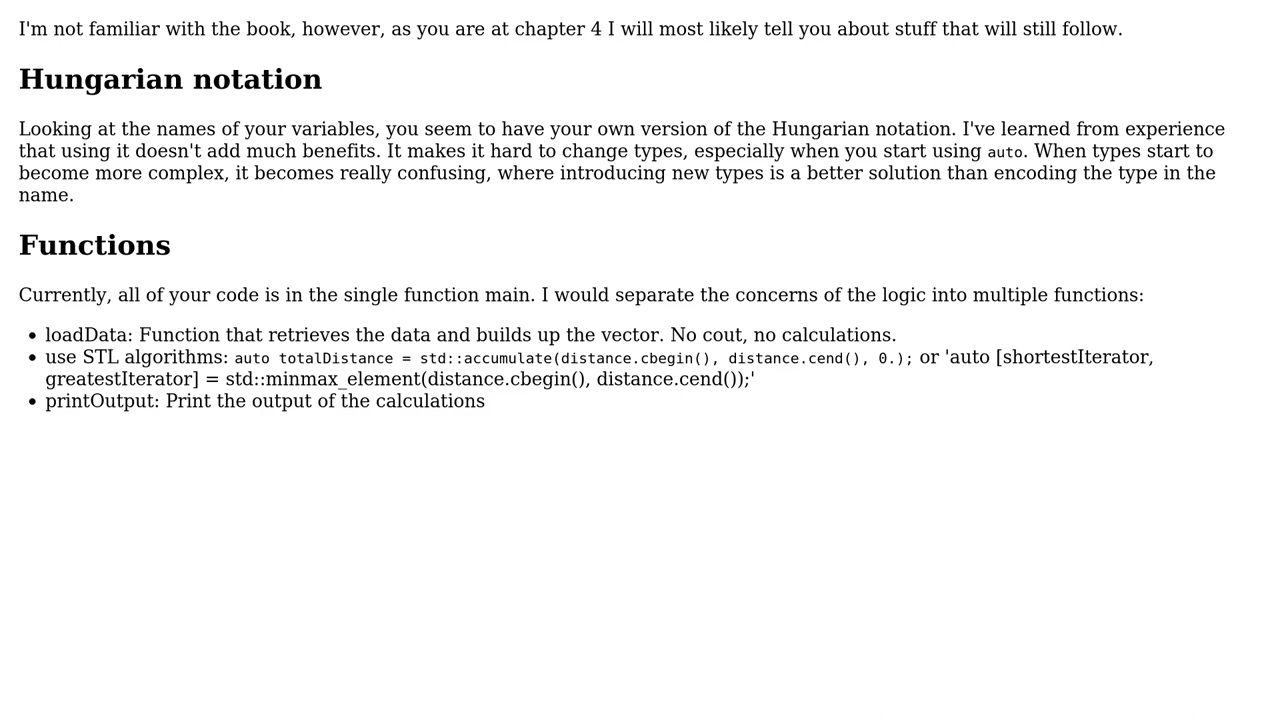 I'm not familiar with the book, however, as you are at chapter 4 I will most likely tell you about stuff that will still follow.
Hungarian notation
Looking at the names of your variables, you seem to have your own version of the Hungarian notation. I've learned from experience
that using it doesn't add much benefits. It makes it hard to change types, especially when you start using auto. When types start to
become more complex, it becomes really confusing, where introducing new types is a better solution than encoding the type in the
name.
Functions
Currently, all of your code is in the single function main. I would separate the concerns of the logic into multiple functions:
• loadData: Function that retrieves the data and builds up the vector. No cout, no calculations.
• use STL algorithms: auto totalDistance = std::accumulate(distance.cbegin(), distance.cend(), 0.); or 'auto [shortestIterator,
greatestIterator] = std::minmax_element(distance.cbegin(), distance.cend());'
• printOutput: Print the output of the calculations